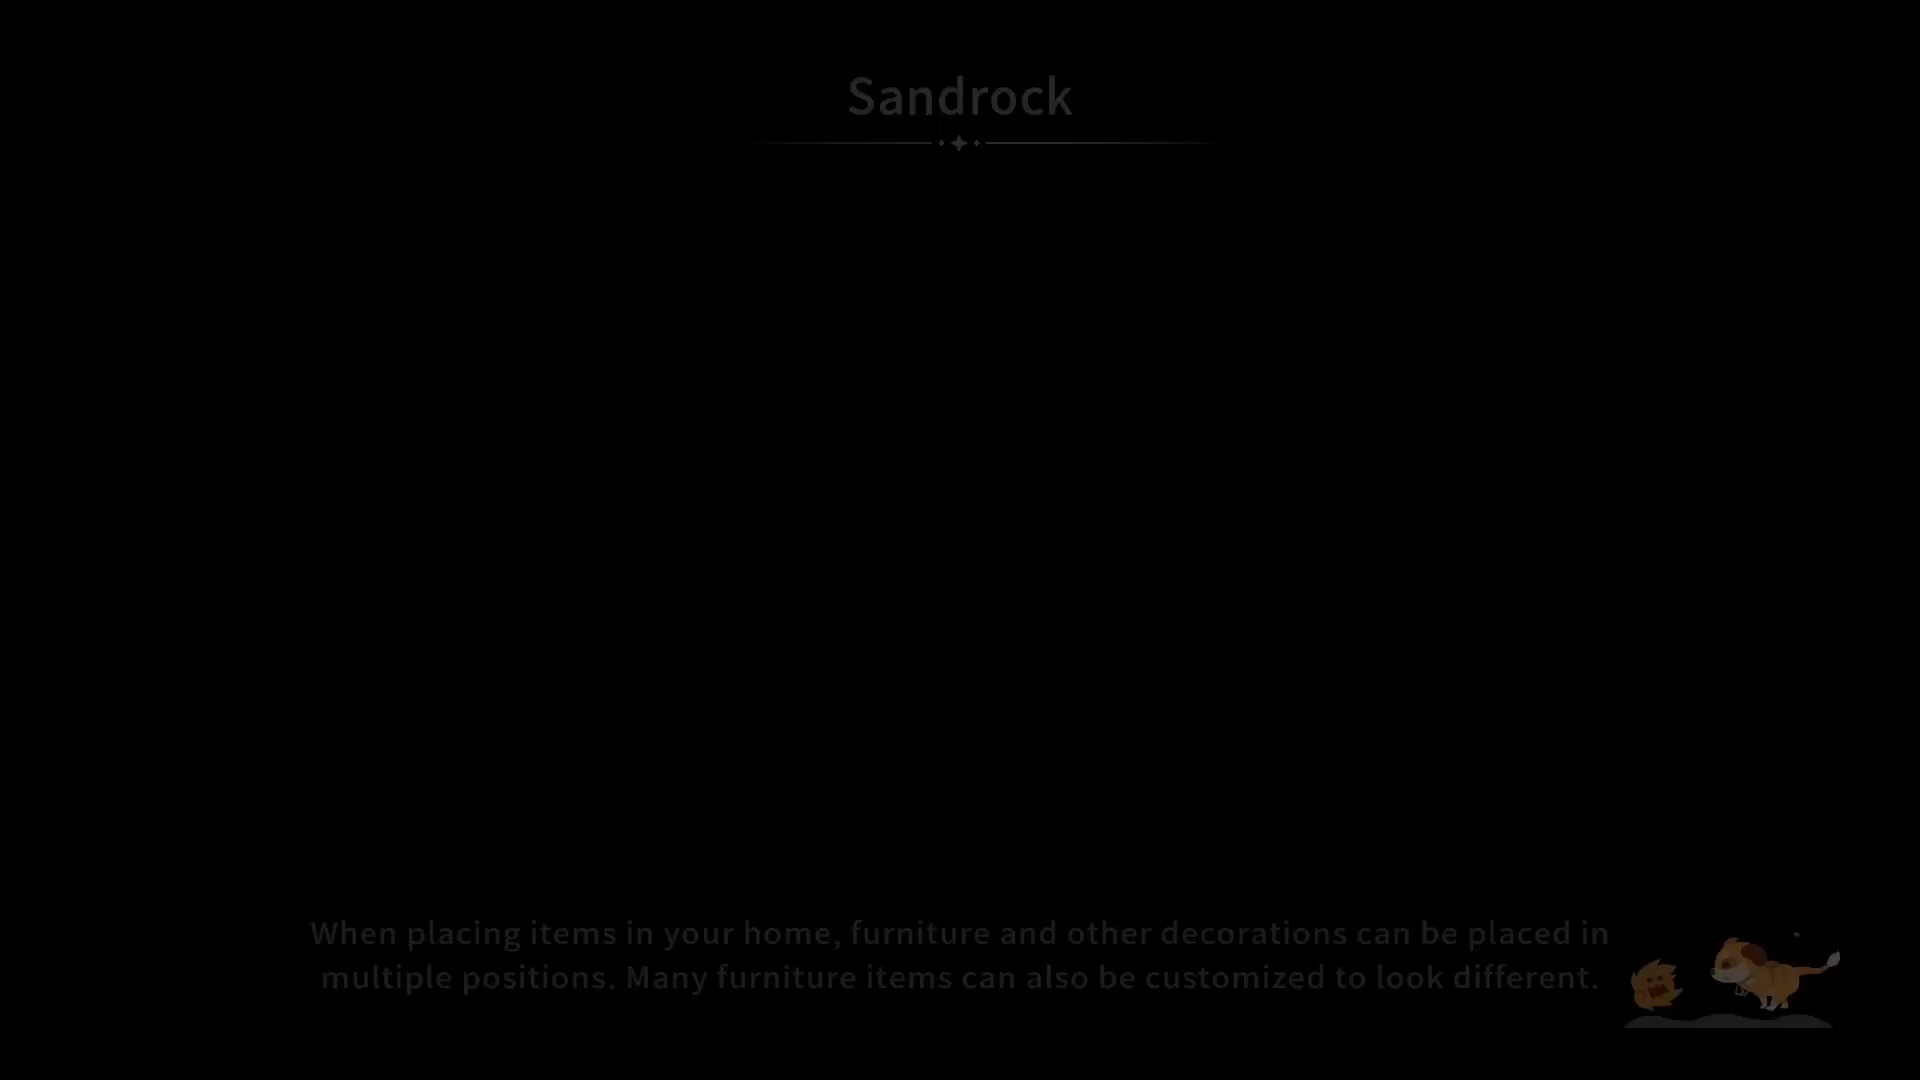 Sandrock
When placing items in your home, furniture and other decorations can be placed in
multiple positions. Many furniture items can also be customized to look different.